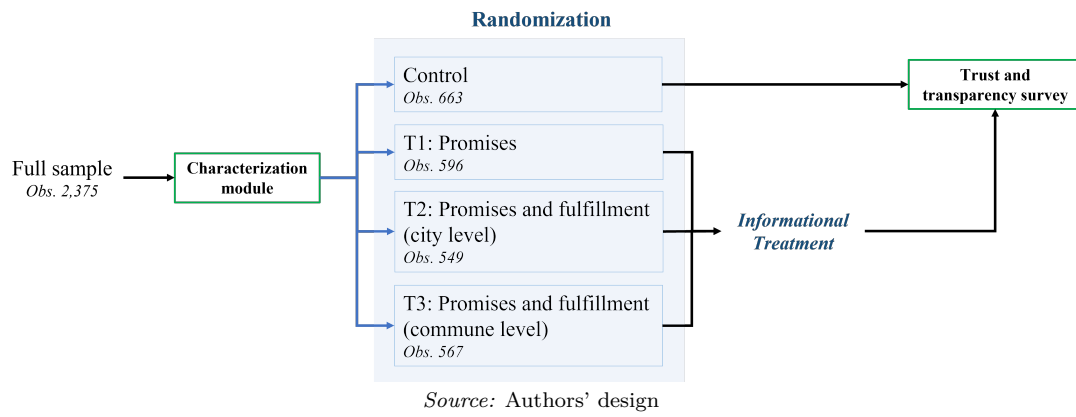 Randomization
Full sample
Obs. 2,375
Characterization
module
Control
Obs. 663
T1: Promises
Obs. 596
T2: Promises and fulfillment
(city level)
Obs. 549
T3: Promises and fulfillment
(commune level)
Obs. 567
Informational
Treatment
Trust and
transparency survey
Source: Authors' design